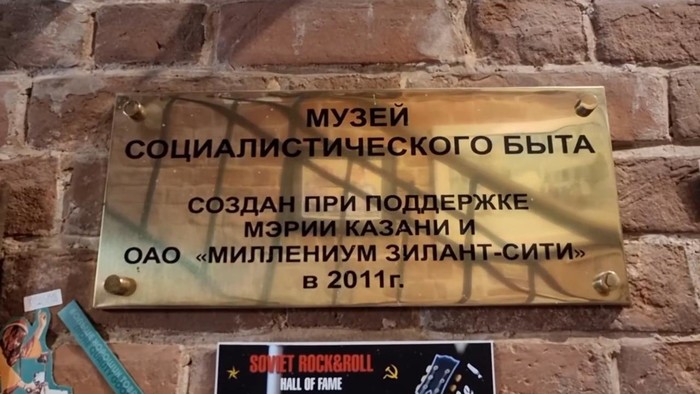 МУЗЕЙ
СОЦИАЛИСТИЧЕСКОГО БЫТА
СОЗДАН ПРИ ПОДДЕРЖКЕ
МЭРИИ КАЗАНИ И
ОАО «МИЛЛЕНИУМ ЗИЛАНТ-СИТИ»
в 2011г.
SOVIET ROCK&ROLL
HALL OF FAME